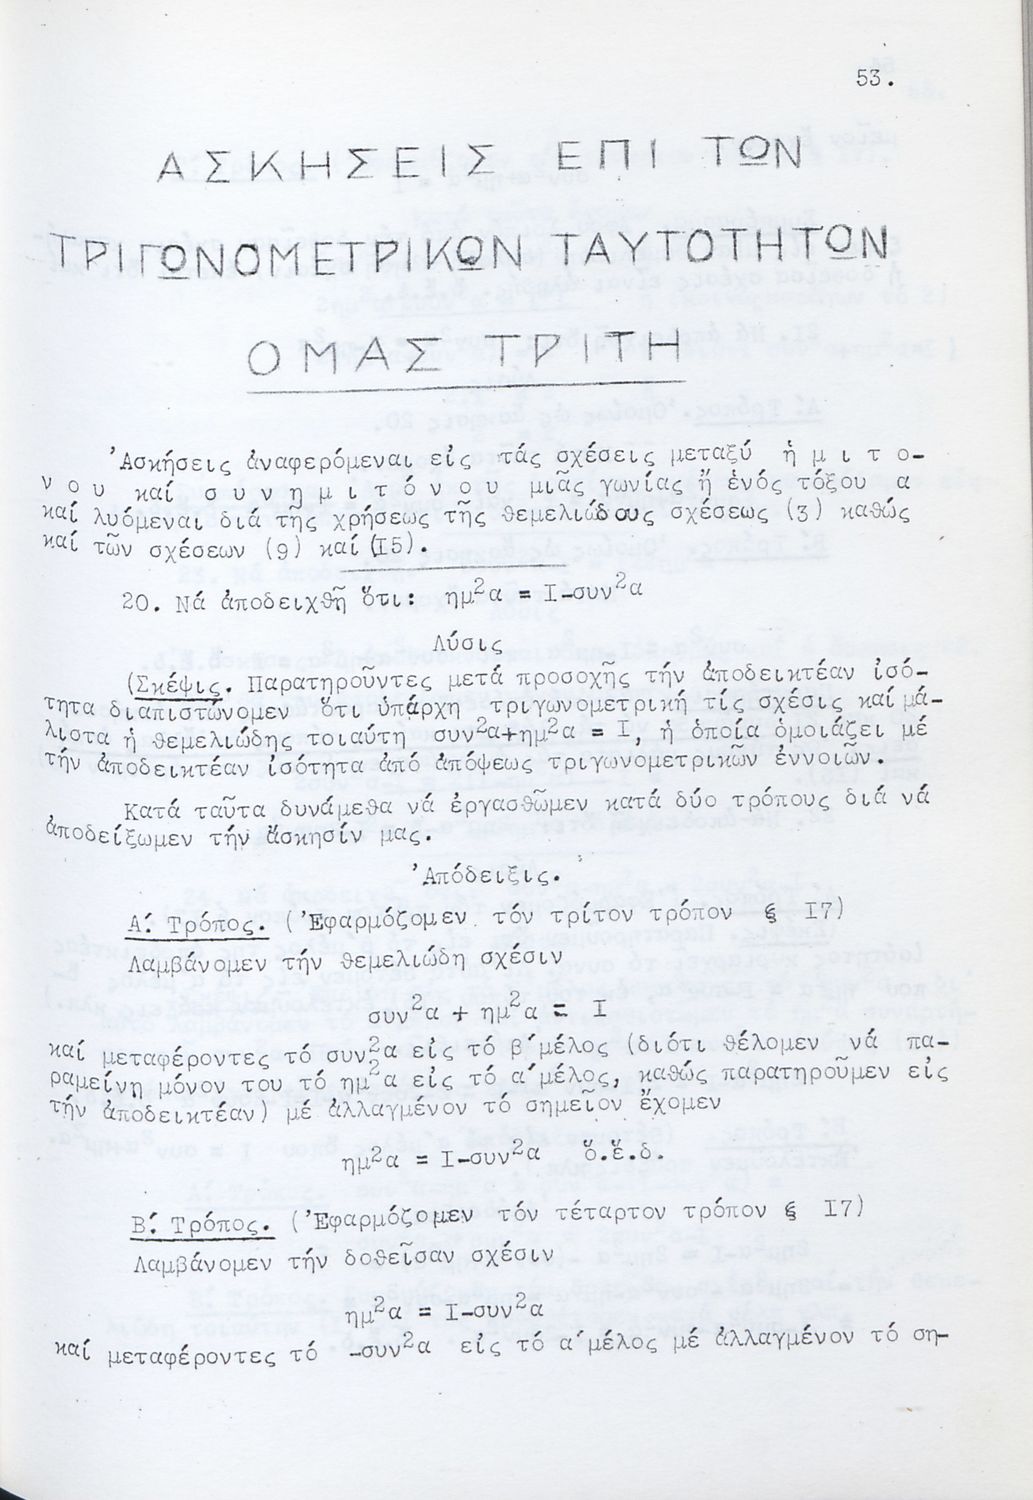 53.
ΑΣΚΗΣΕΙΣ ΕΠΙ ΤΩΝ
ΤΡΙΓΩΝΟΜΕΤΡΙΚΩΝ ΤΑΥΤΟΤΗΤΩΝ
ΟΜΑΣ ΤΡΙΤΗ
Ἀσκήσεις ἀναφερόμεναι εἰς τάς σχέσεις μεταξύ ἡ μ ι τ ο-
ν ο υ καί σ υ ν η μ ι τ ό ν ο υ μιᾶς γωνίας ἤ ἑνός τόξου α
καί λυόμεναι διά τῆς χρήσεως τῆς θεμελιώδους σχέσεως (3) καθώς
καί τῶν σχέσεων (9) καί (I5).
20. Νά ἀποδειχθῇ ὅτι: ημ²α = I-συν²α
Λύσις
(Σκέψις. Παρατηροῦντες μετά προσοχῆς τήν ἀποδεικτέαν ἰσό-
τητα διαπιστώνομεν ὅτι ὑπάρχη τριγωνομετρική τίς σχέσις καί μά-
λιστα ἡ θεμελιώδης τοιαύτη συν²α+ημ²α = I, ἡ ὁποία ὁμοιάζει μέ
τήν ἀποδεικτέαν ἰσότητα ἀπό ἀπόψεως τριγωνομετρικῶν ἐννοιῶν.
Κατά ταῦτα δυνάμεθα νά ἐργασθῶμεν κατά δύο τρόπους διά νά
ἀποδείξωμεν τήν ἄσκησίν μας.
Ἀπόδειξις.
Α΄. Τρόπος. (Ἐφαρμόζομεν τόν τρίτον τρόπον § I7)
Λαμβάνομεν τήν θεμελιώδη σχέσιν
συν²α + ημ²α = I
καί μεταφέροντες τό συν²α εἰς τό β΄μέλος (διότι θέλομεν νά πα-
ραμείνη μόνον του τό ημ²α εἰς τό α΄μέλος, καθώς παρατηροῦμεν εἰς
τήν ἀποδεικτέαν) μέ ἀλλαγμένον τό σημεῖον ἔχομεν
ημ²α = I-συν²α ὅ.ἔ.δ.
Β΄. Τρόπος. (Ἐφαρμόζομεν τόν τέταρτον τρόπον § I7)
Λαμβάνομεν τήν δοθεῖσαν σχέσιν
ημ²α = I-συν²α
καί μεταφέροντες τό -συν²α εἰς τό α΄μέλος μέ ἀλλαγμένον τό ση-